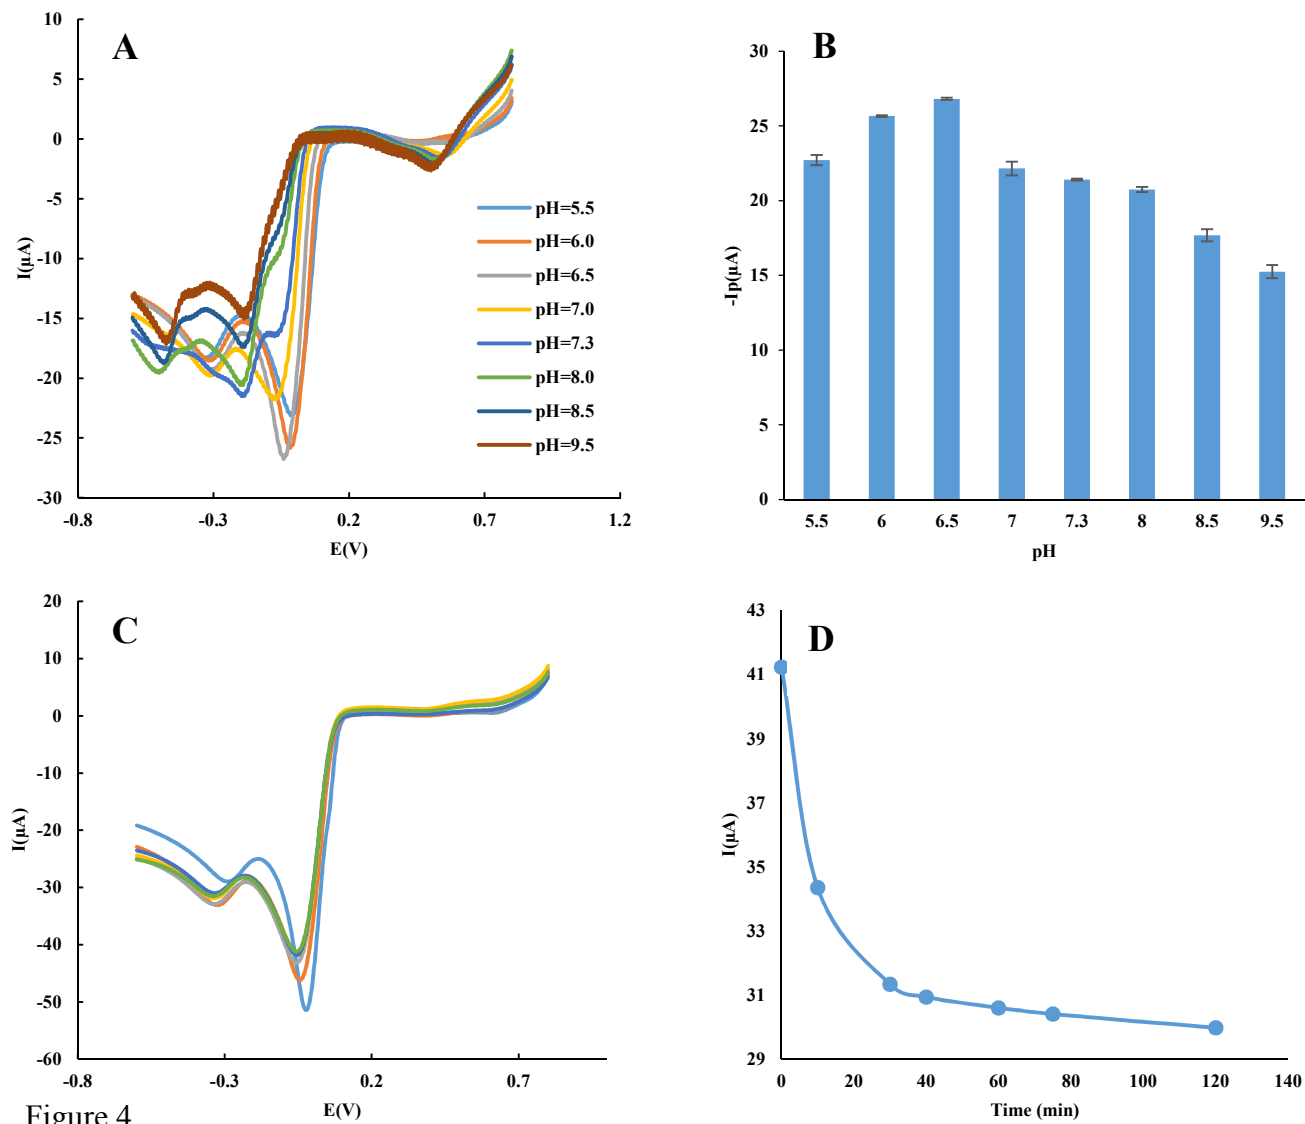 A
10
5
0
-5
-10
-15
-20
-25
-30
I(μA)
-0.8
-0.3
0.2
0.7
1.2
E(V)
pH=5.5
pH=6.0
pH=6.5
pH=7.0
pH=7.3
pH=8.0
pH=8.5
pH=9.5
B
30
25
20
15
10
5
0
-Ip(μA)
5.5
6
6.5
7
7.3
8
8.5
9.5
pH
C
20
10
0
-10
-20
-30
-40
-50
-60
I(μA)
-0.8
-0.3
0.2
0.7
E(V)
D
43
41
39
37
35
33
31
29
I(μA)
0
20
40
60
80
100
120
140
Time (min)
Figure 4